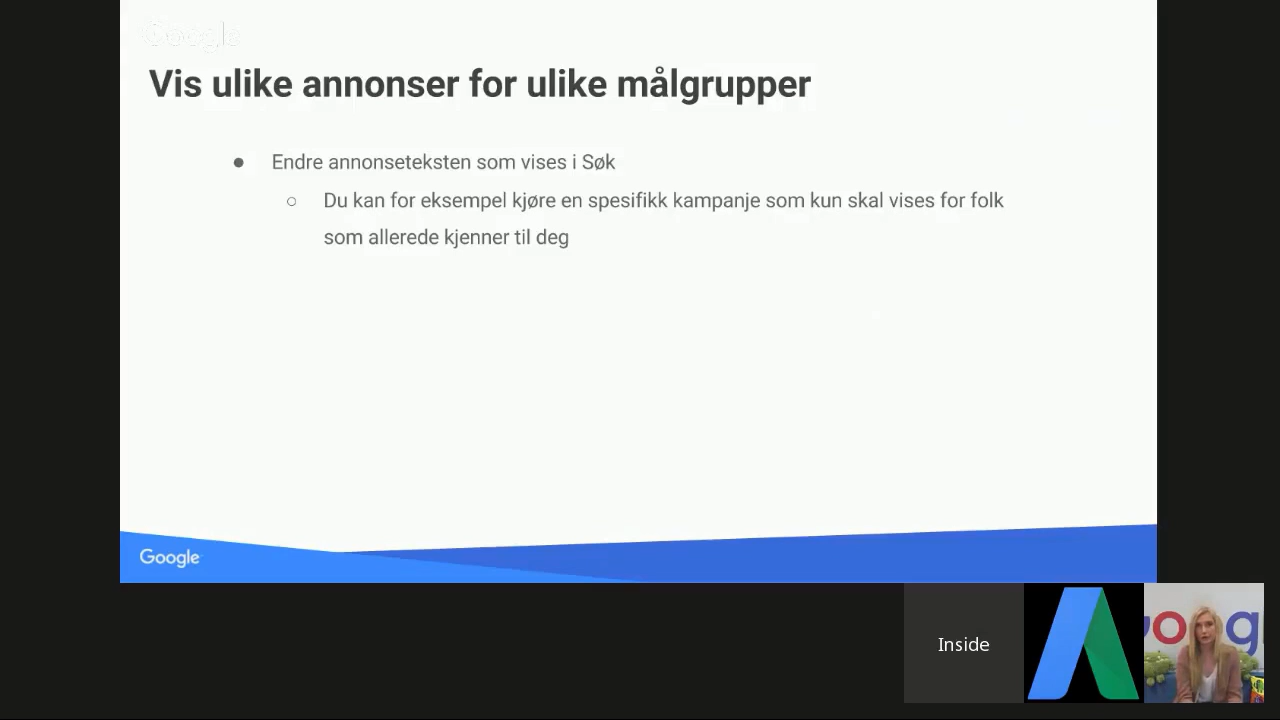 Google
Vis ulike annonser for ulike målgrupper
● Endre annonseteksten som vises i Søk
○ Du kan for eksempel kjøre en spesifikk kampanje som kun skal vises for folk
som allerede kjenner til deg
Google
Inside